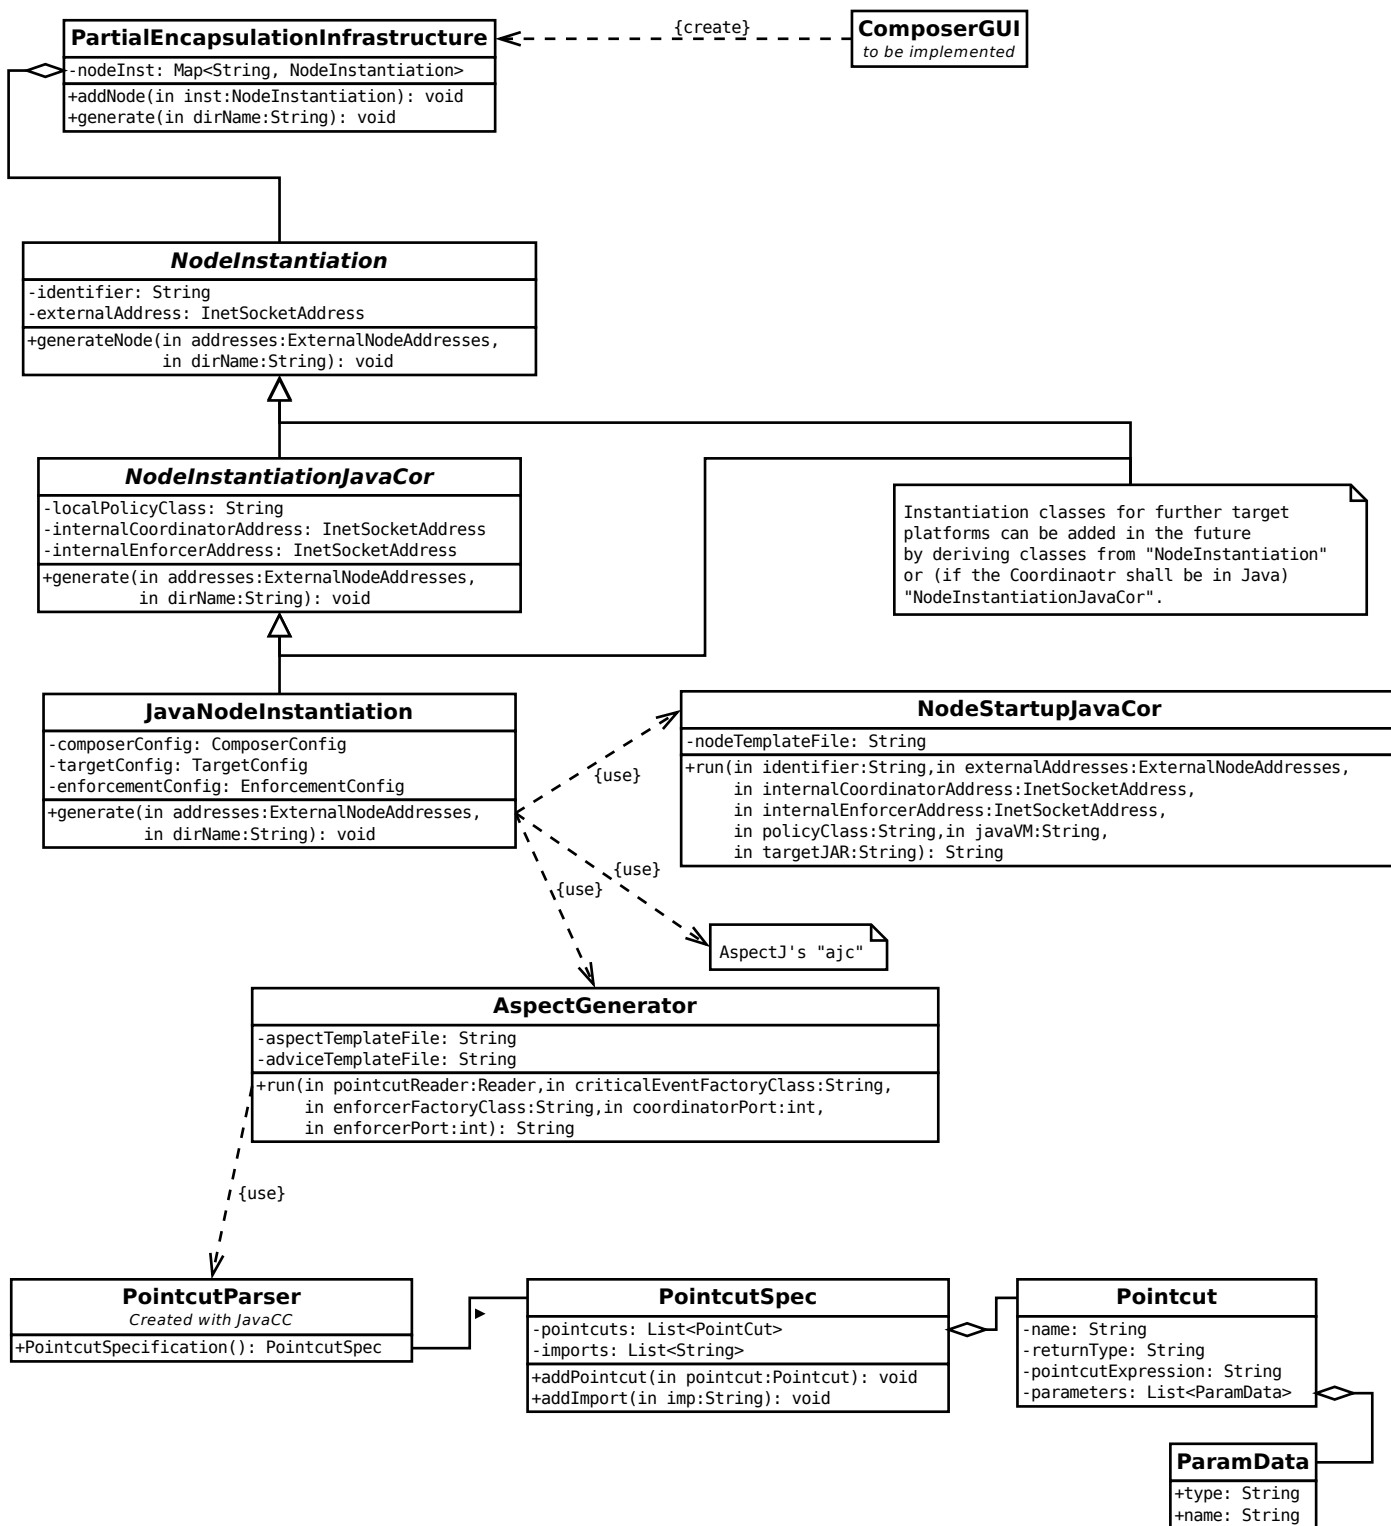 PartialEncapsulationInfrastructure
-nodeInst: Map<String, NodeInstantiation>
+addNode(in inst:NodeInstantiation): void
+generate(in dirName:String): void
{create}
ComposerGUI
to be implemented
NodeInstantiation
-identifier: String
-externalAddress: InetSocketAddress
+generateNode(in addresses:ExternalNodeAddresses,
in dirName:String): void
NodeInstantiationJavaCor
-localPolicyClass: String
-internalCoordinatorAddress: InetSocketAddress
-internalEnforcerAddress: InetSocketAddress
+generate(in addresses:ExternalNodeAddresses,
in dirName:String): void
Instantiation classes for further target
platforms can be added in the future
by deriving classes from "NodeInstantiation"
or (if the Coordinaotr shall be in Java)
"NodeInstantiationJavaCor".
JavaNodeInstantiation
-composerConfig: ComposerConfig
-targetConfig: TargetConfig
-enforcementConfig: EnforcementConfig
+generate(in addresses:ExternalNodeAddresses,
in dirName:String): void
{use}
NodeStartupJavaCor
-nodeTemplateFile: String
+run(in identifier:String,in externalAddresses:ExternalNodeAddresses,
in internalCoordinatorAddress:InetSocketAddress,
in internalEnforcerAddress:InetSocketAddress,
in policyClass:String,in javaVM:String,
in targetJAR:String): String
{use}
{use}
AspectJ's "ajc"
AspectGenerator
-aspectTemplateFile: String
-adviceTemplateFile: String
+run(in pointcutReader:Reader,in criticalEventFactoryClass:String,
in enforcerFactoryClass:String,in coordinatorPort:int,
in enforcerPort:int): String
{use}
PointcutParser
Created with JavaCC
+PointcutSpecification(): PointcutSpec
PointcutSpec
-pointcuts: List<PointCut>
-imports: List<String>
+addPointcut(in pointcut:Pointcut): void
+addImport(in imp:String): void
Pointcut
-name: String
-returnType: String
-pointcutExpression: String
-parameters: List<ParamData>
ParamData
+type: String
+name: String